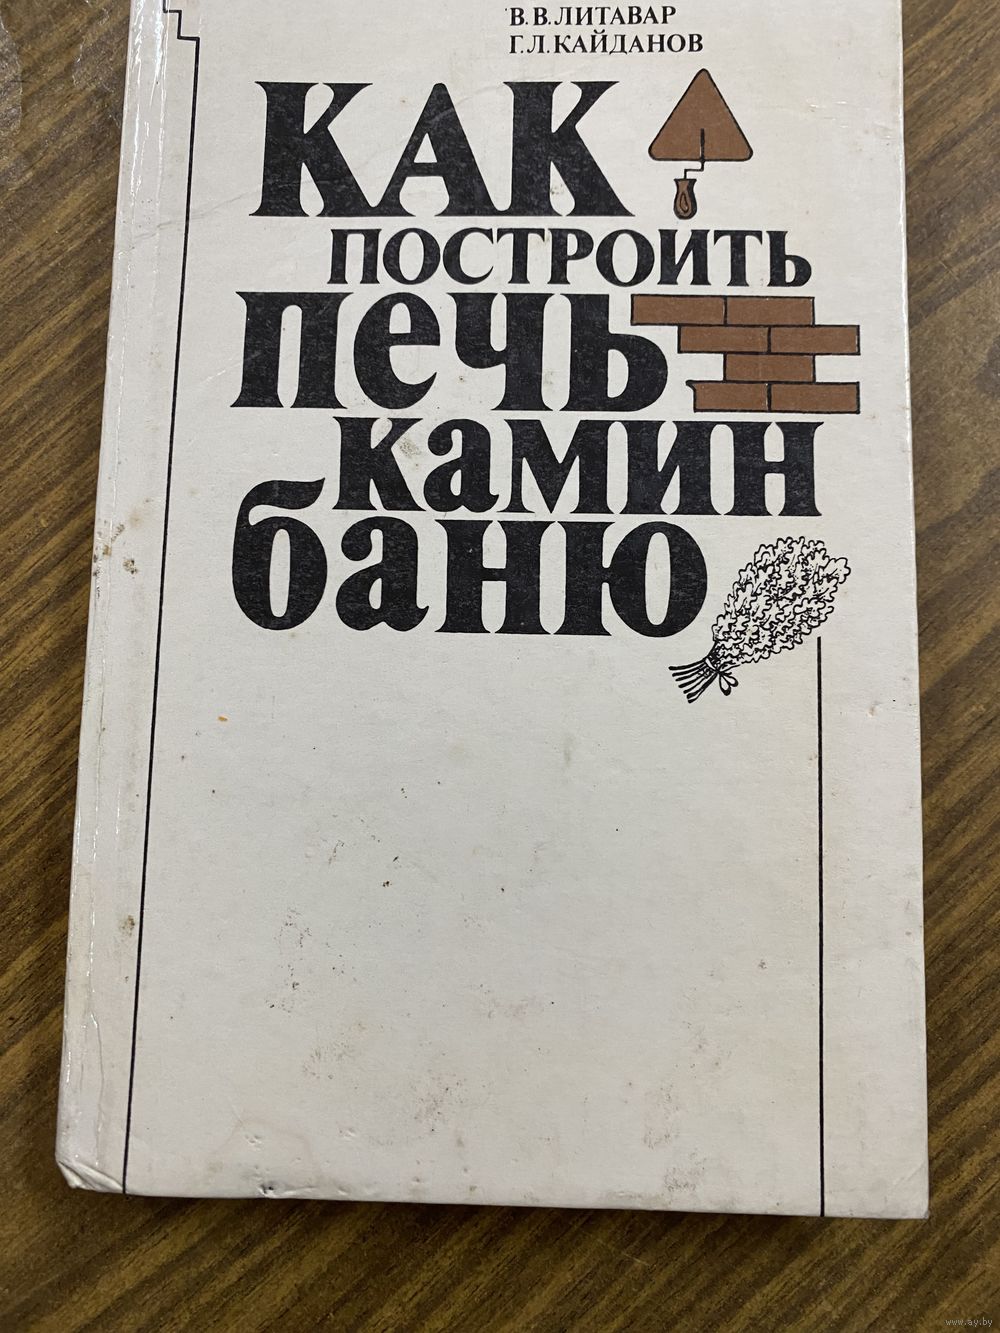 В.В.ЛИТАВАР
Г.Л.КАЙДАНОВ
КАК
ПОСТРОИТЬ
печь
камин
баню
www.ay.by